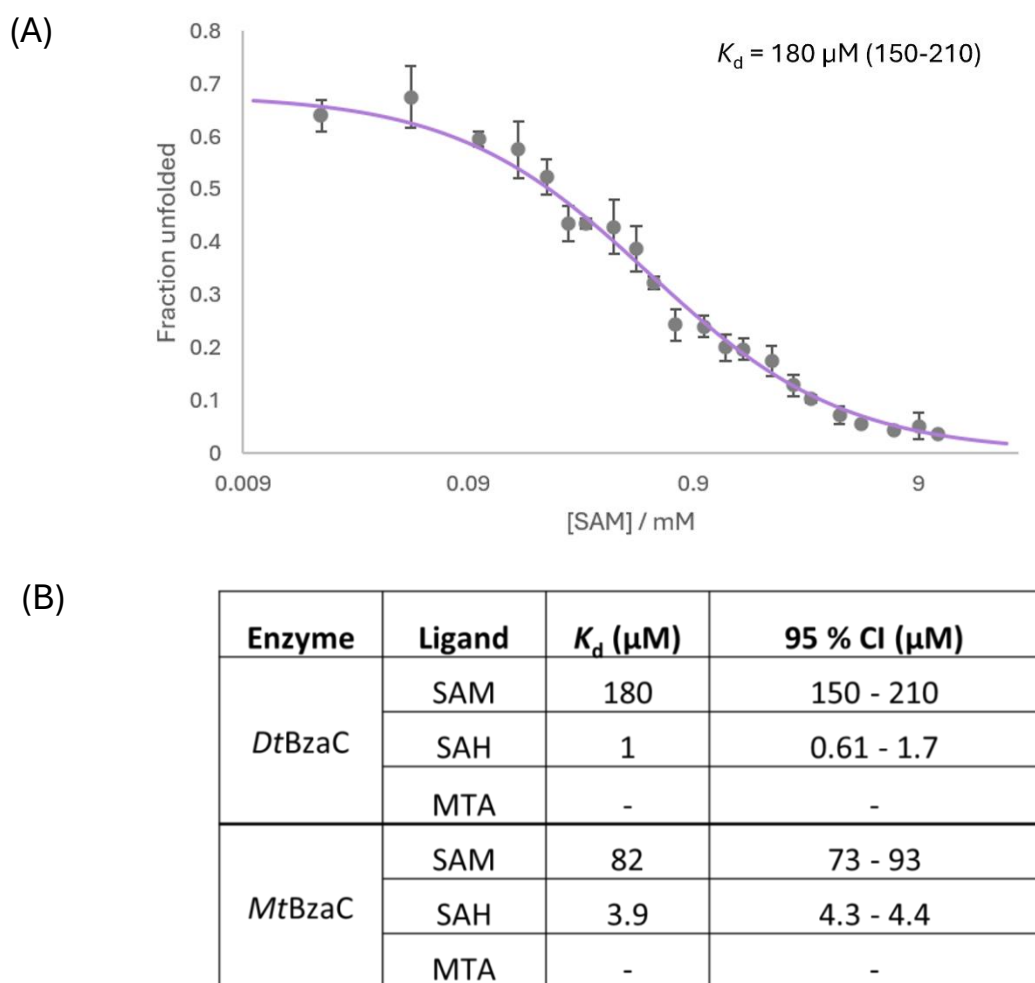 (A)
0.8
0.7
0.6
0.5
0.4
0.3
0.2
0.1
0
Fraction unfolded
Kd = 180 µM (150-210)
0.009 0.09 0.9 9
[SAM] / mM
(B)
Enzyme Ligand Kd (µM) 95 % CI (µM)
DtBzaC
SAM 180 150 - 210
SAH 1 0.61 - 1.7
MTA - -
MtBzaC
SAM 82 73 - 93
SAH 3.9 4.3 - 4.4
MTA - -